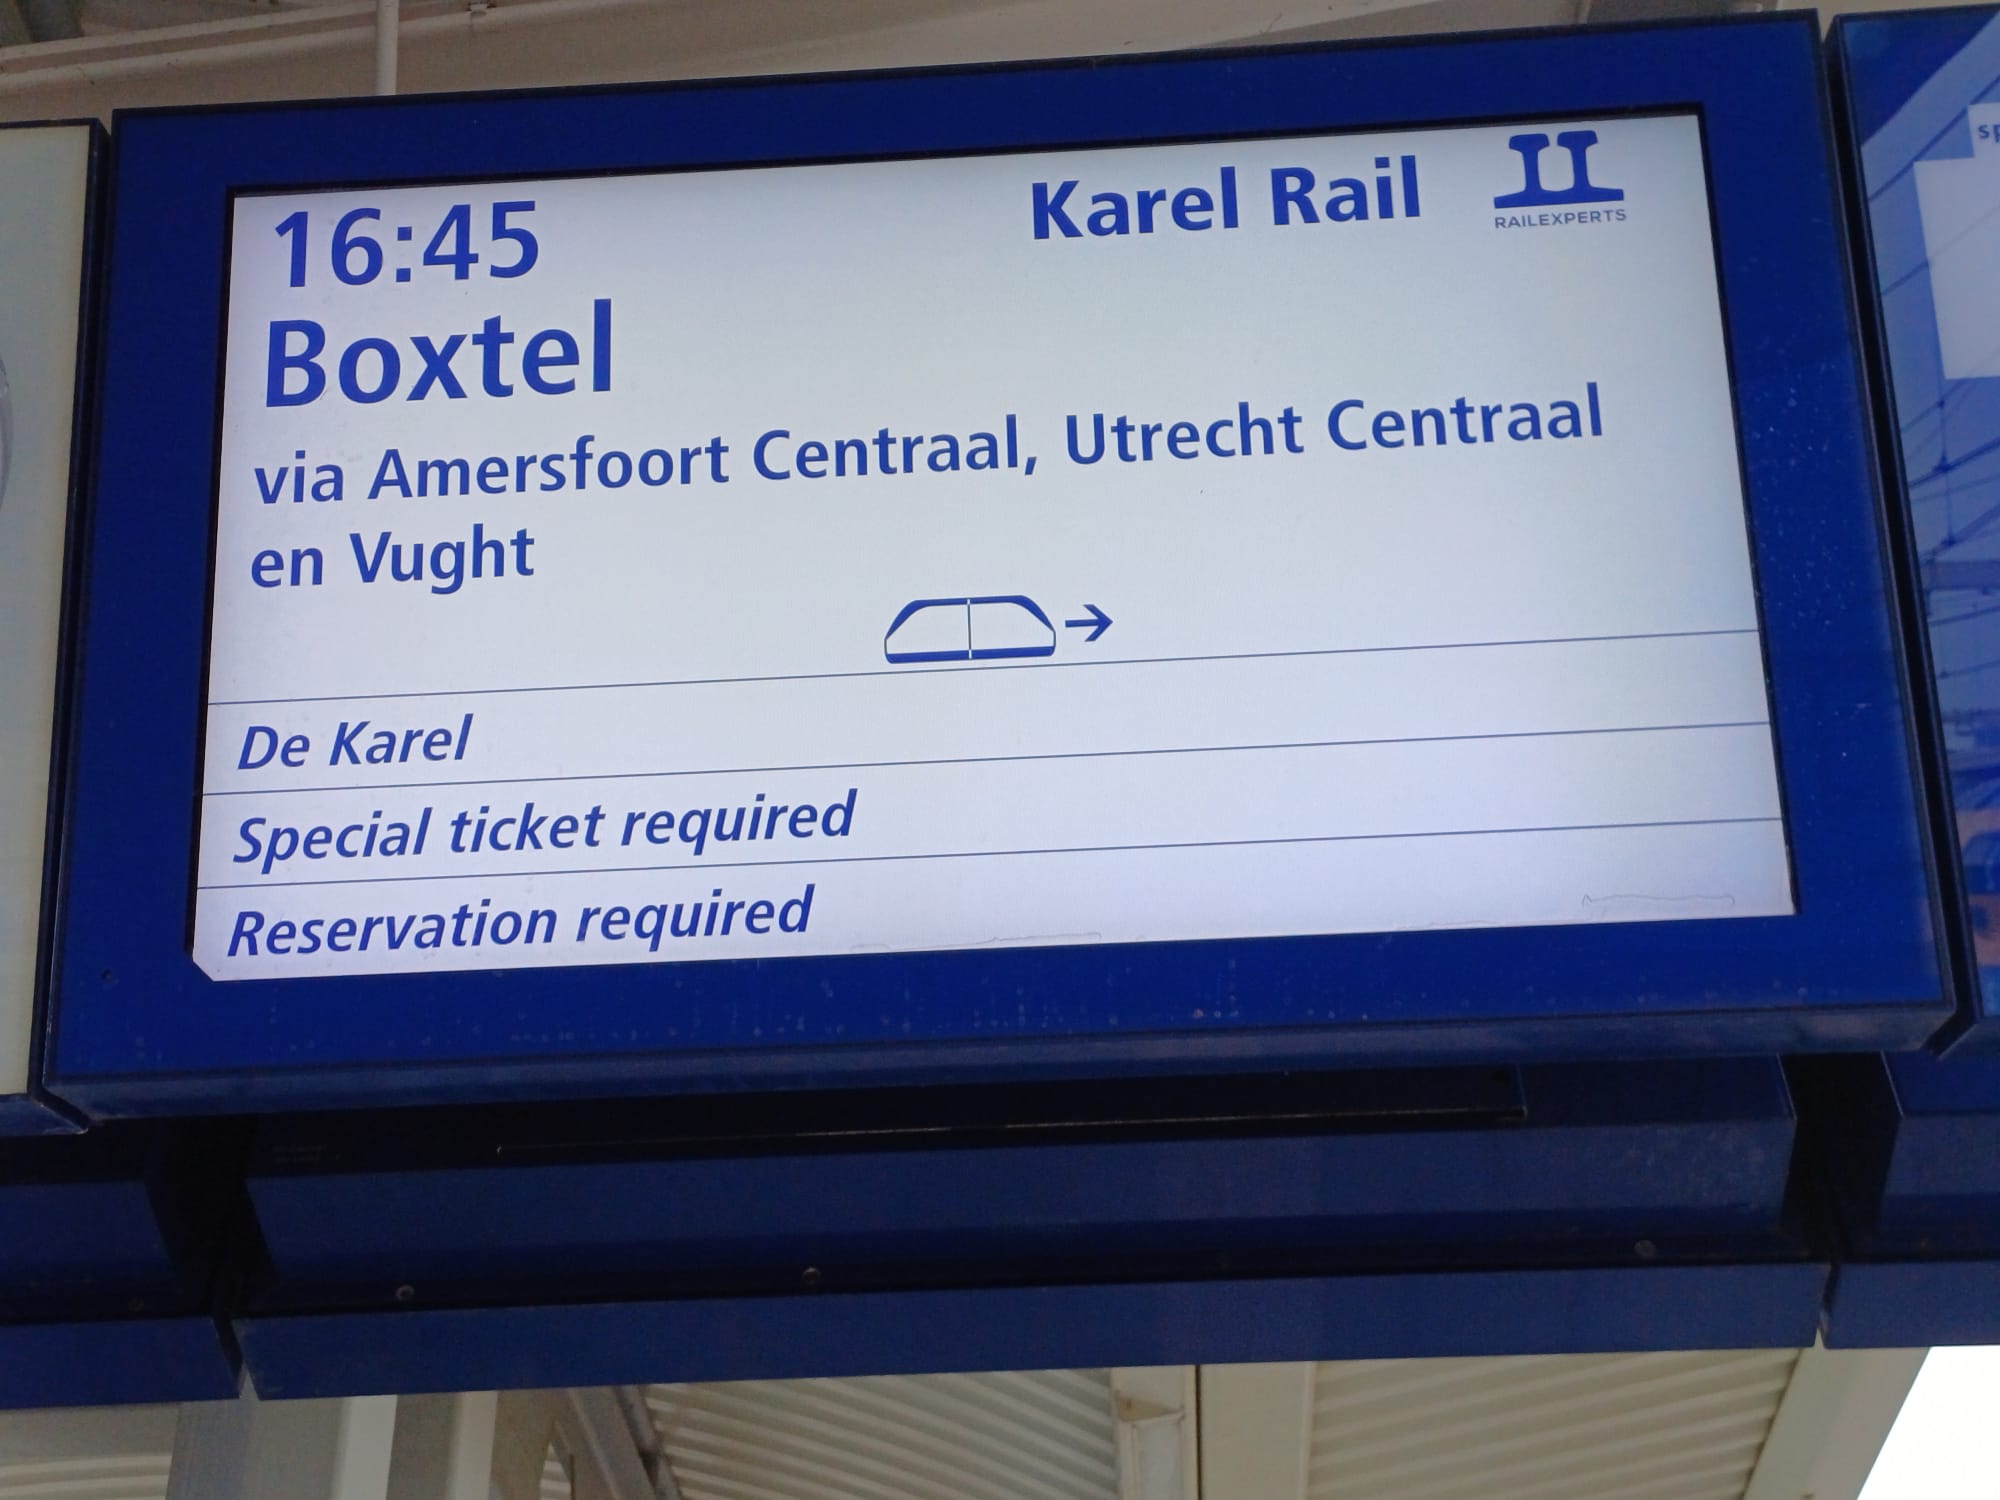 16:45
Karel Rail
RAILEXPERTS
Boxtel
via Amersfoort Centraal, Utrecht Centraal
en Vught
De Karel
Special ticket required
Reservation required